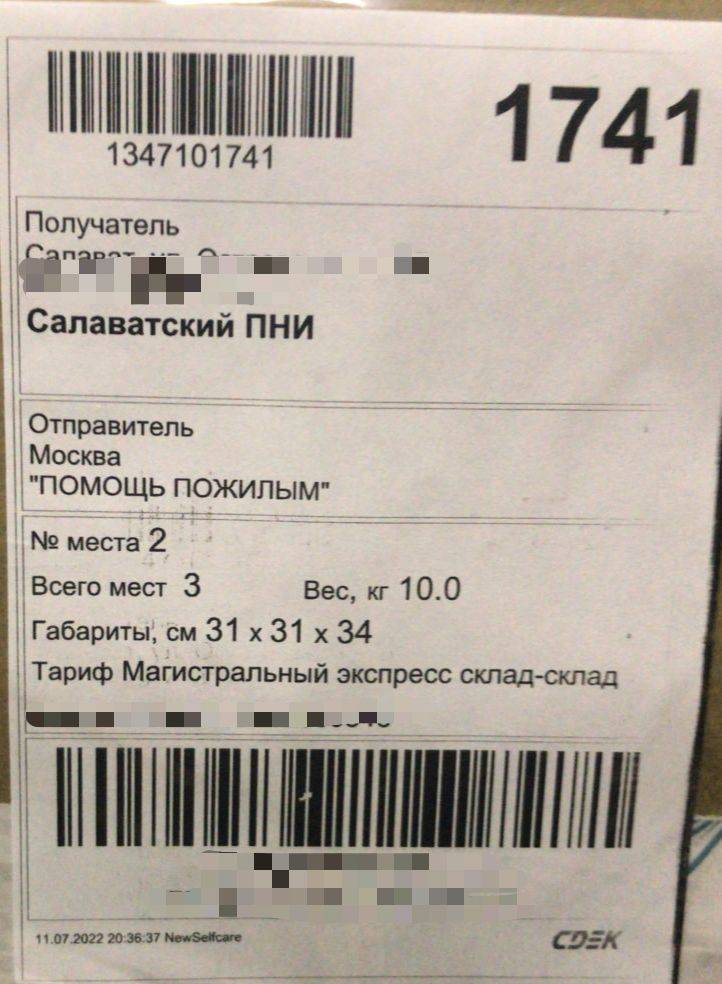 1347101741
1741
Получатель
Салават
Салаватский ПНИ
Отправитель
Москва
"ПОМОЩЬ ПОЖИЛЫМ"
№ места 2
Всего мест 3 Вес, кг 10.0
Габариты, см 31 x 31 x 34
Тариф Магистральный экспресс склад-склад
11.07.2022 20:36:37 NewSelfcare
CDEK